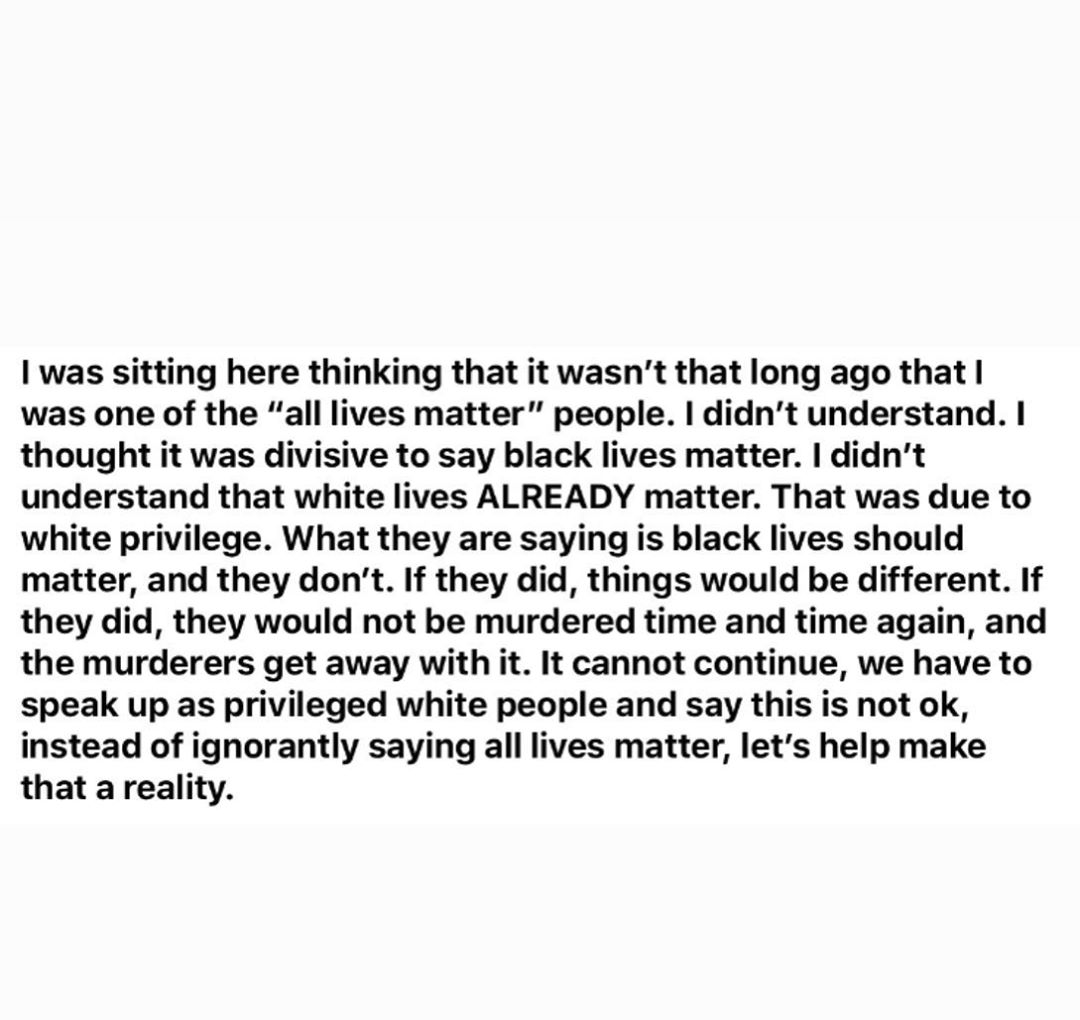 I was sitting here thinking that it wasn’t that long ago that I
was one of the “all lives matter” people. I didn’t understand. I
thought it was divisive to say black lives matter. I didn’t
understand that white lives ALREADY matter. That was due to
white privilege. What they are saying is black lives should
matter, and they don’t. If they did, things would be different. If
they did, they would not be murdered time and time again, and
the murderers get away with it. It cannot continue, we have to
speak up as privileged white people and say this is not ok,
instead of ignorantly saying all lives matter, let’s help make
that a reality.